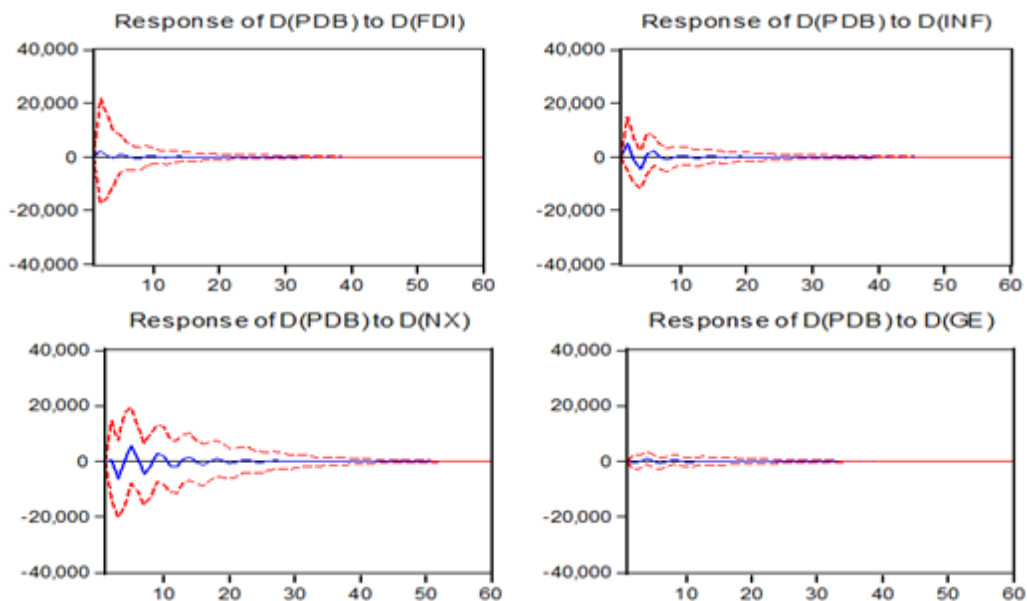 Response of D(PDB) to D(FDI)
40,000
20,000
0
-20,000
-40,000
10 20 30 40 50 60
Response of D(PDB) to D(INF)
40,000
20,000
0
-20,000
-40,000
10 20 30 40 50 60
Response of D(PDB) to D(NX)
40,000
20,000
0
-20,000
-40,000
10 20 30 40 50 60
Response of D(PDB) to D(GE)
40,000
20,000
0
-20,000
-40,000
10 20 30 40 50 60